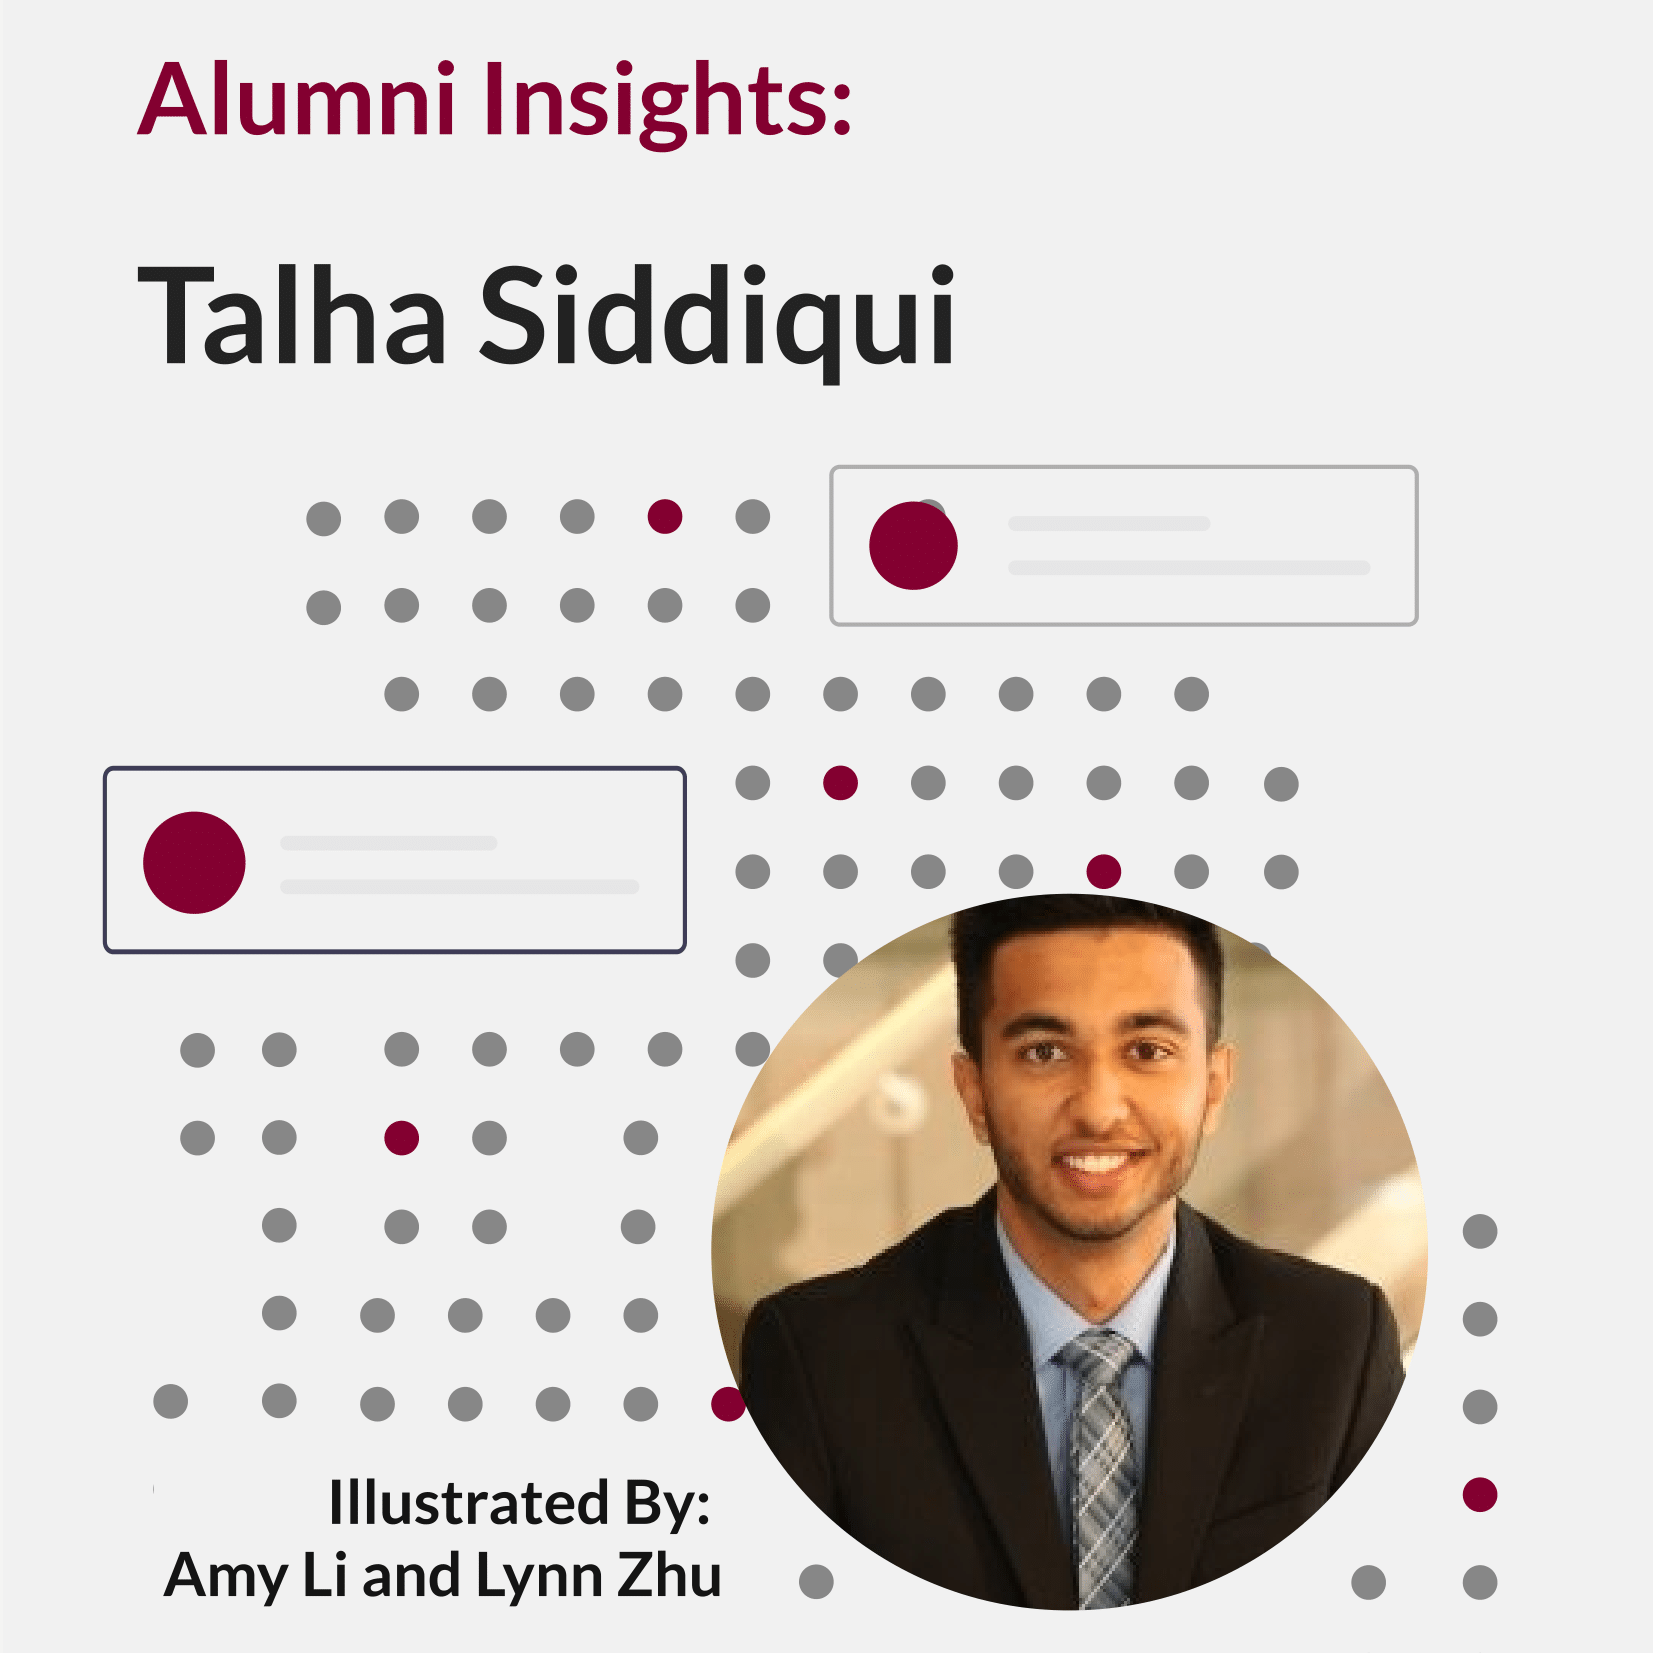 Alumni Insights:
Talha Siddiqui
Illustrated By:
Amy Li and Lynn Zhu